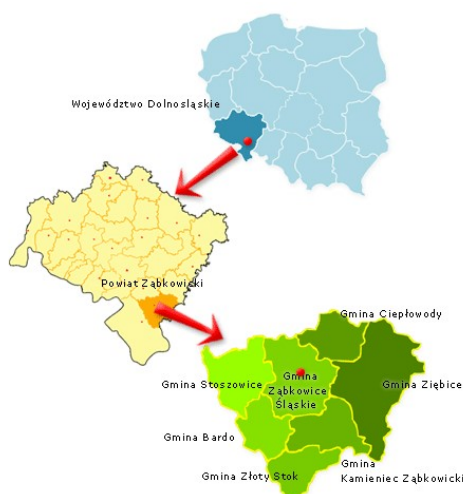 Województwo Dolnośląskie
Powiat Ząbkowicki
Gmina Ciepłowody
Gmina Stoszowice
Gmina
Ząbkowice
Śląskie
Gmina Ziębice
Gmina Bardo
Gmina Złoty Stok
Gmina
Kamieniec Ząbkowicki